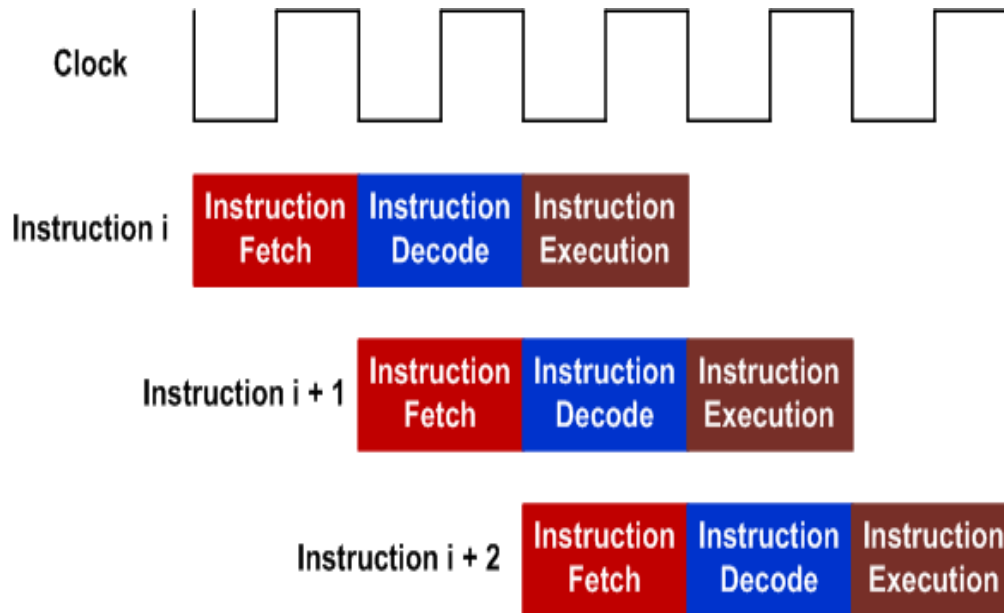 Clock
Instruction i
Instruction
Fetch
Instruction
Decode
Instruction
Execution
Instruction i + 1
Instruction
Fetch
Instruction
Decode
Instruction
Execution
Instruction i + 2
Instruction
Fetch
Instruction
Decode
Instruction
Execution